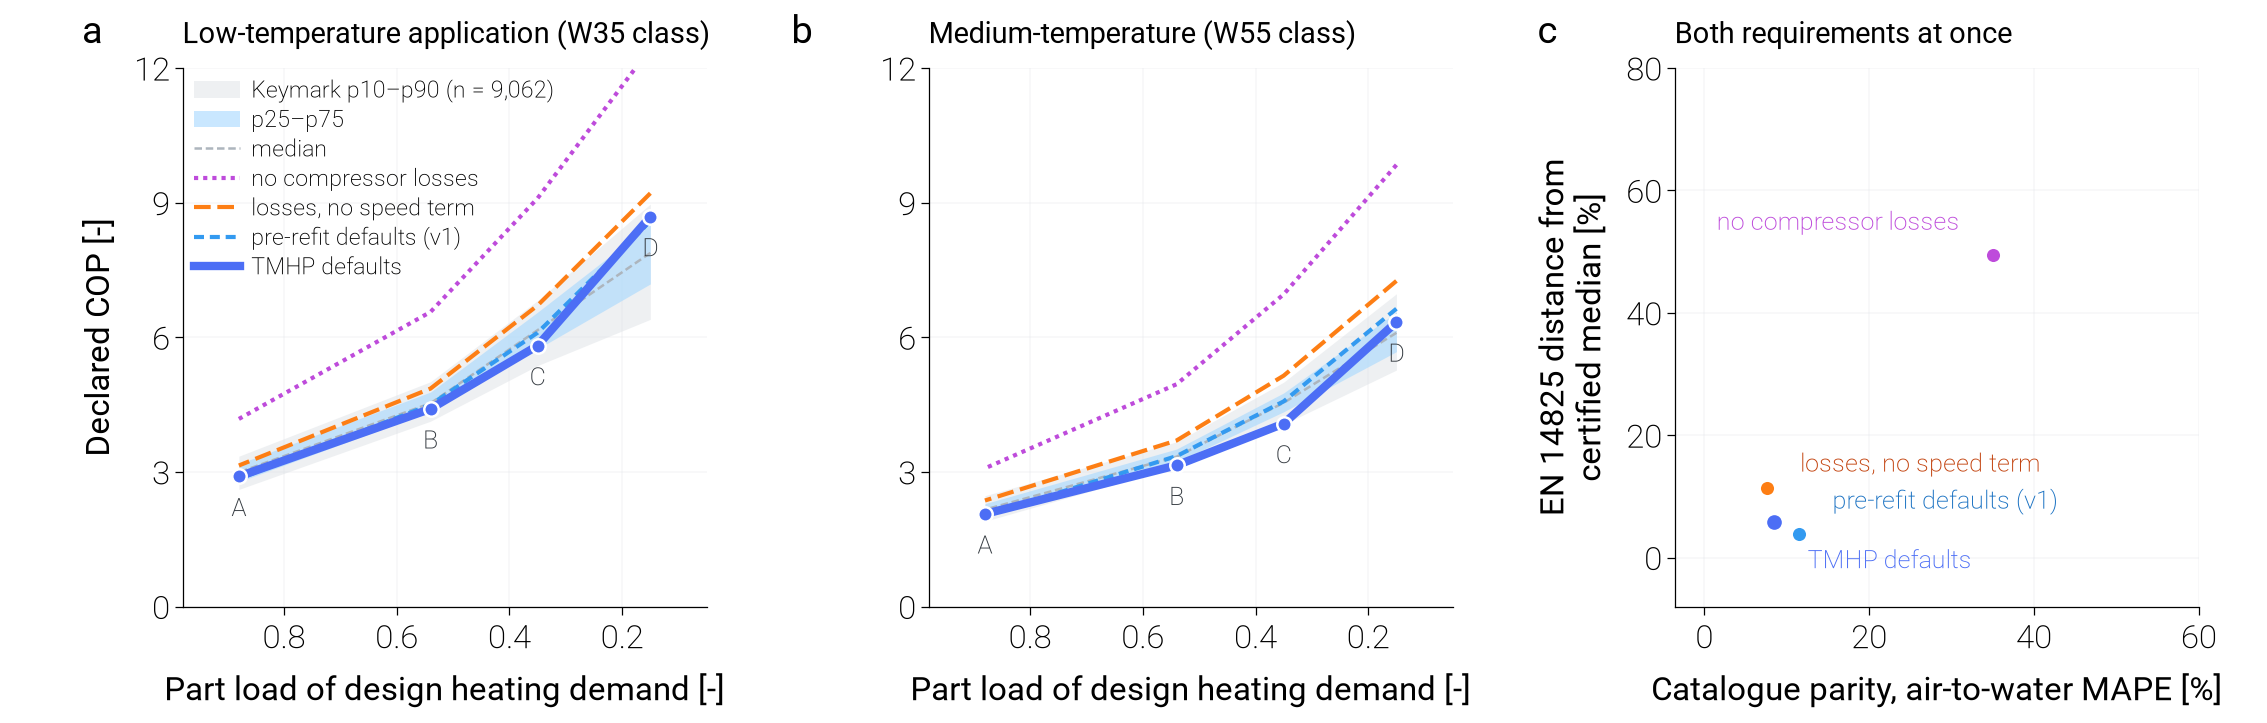 a
Low-temperature application (W35 class)
12
9
6
3
0
Declared COP [-]
Keymark p10–p90 (n = 9,062)
p25–p75
median
no compressor losses
losses, no speed term
pre-refit defaults (v1)
TMHP defaults
A
B
C
D
0.8
0.6
0.4
0.2
Part load of design heating demand [-]
b
Medium-temperature (W55 class)
12
9
6
3
0
A
B
C
D
0.8
0.6
0.4
0.2
Part load of design heating demand [-]
c
Both requirements at once
80
60
40
20
0
EN 14825 distance from
certified median [%]
no compressor losses
losses, no speed term
pre-refit defaults (v1)
TMHP defaults
0
20
40
60
Catalogue parity, air-to-water MAPE [%]